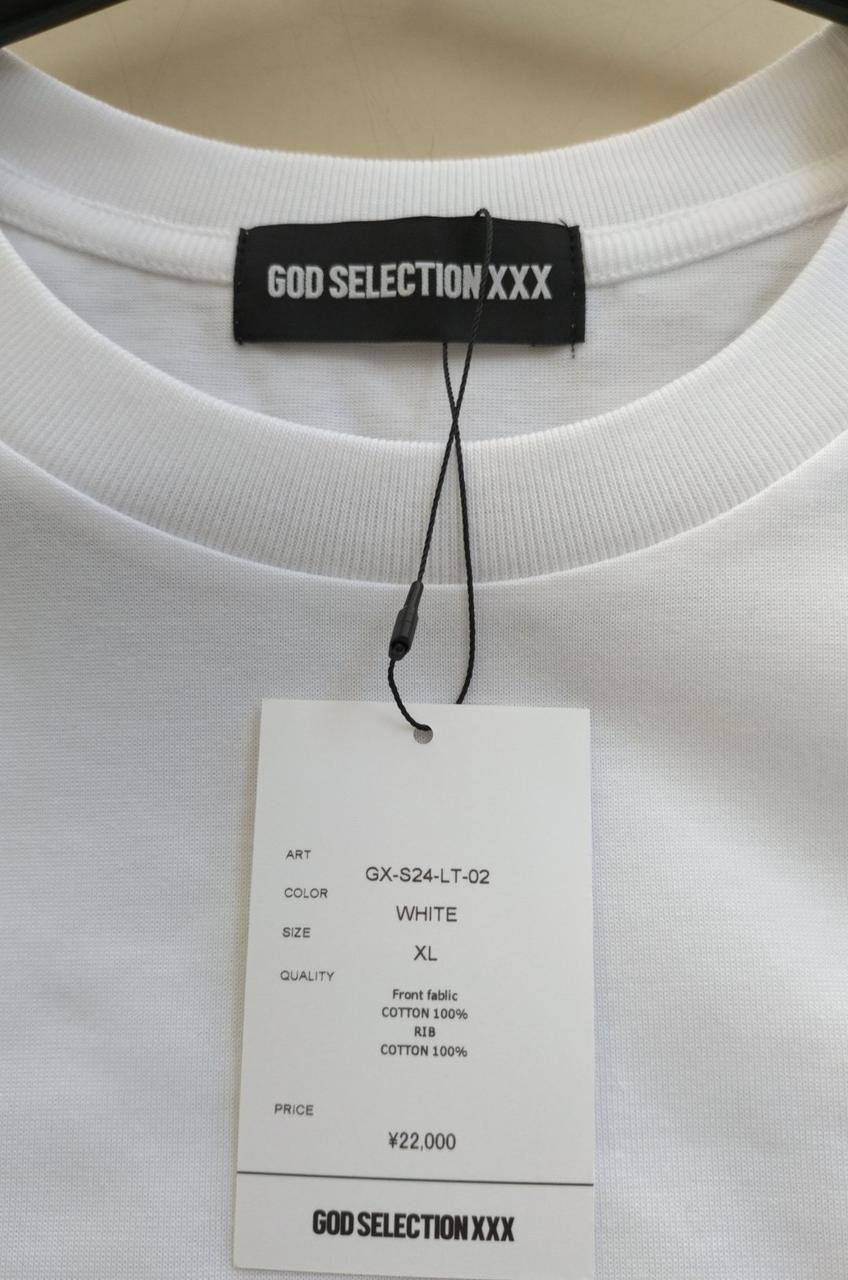 GOD SELECTION XXX
ART
GX-S24-LT-02
COLOR
WHITE
SIZE
XL
QUALITY
Front fablic
COTTON 100%
RIB
COTTON 100%
PRICE
¥22,000
GOD SELECTION XXX